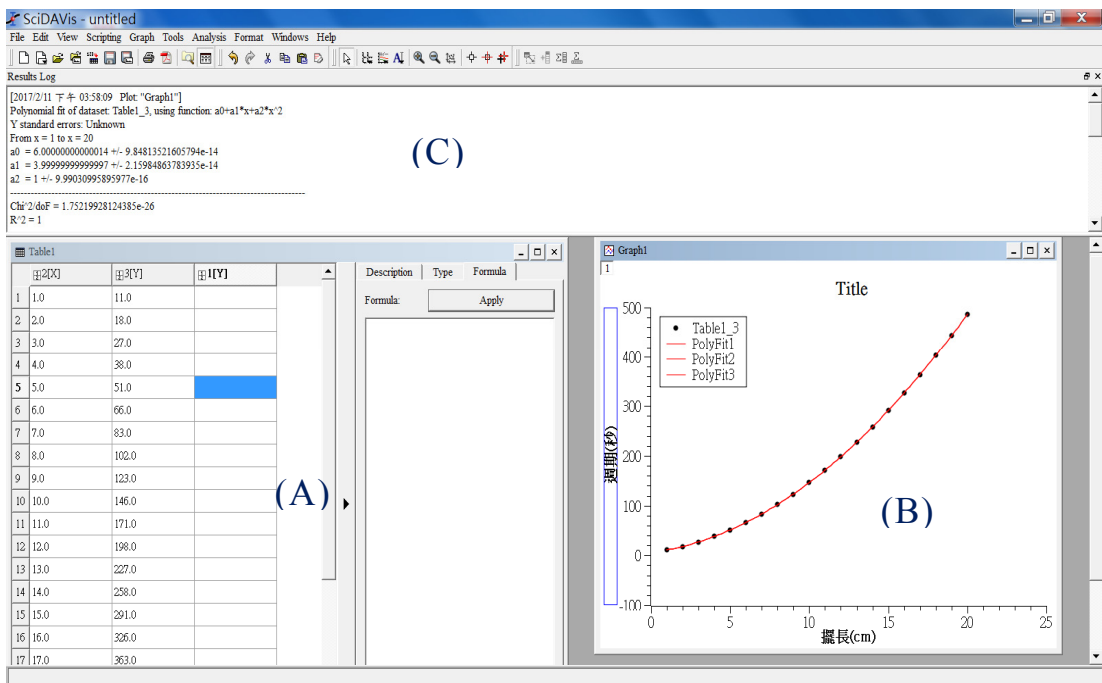 SciDAVis - untitled
File Edit View Scripting Graph Tools Analysis Format Windows Help
Results Log
[2017/2/11 下午 03:58:09 Plot: "Graph1"]
Polynomial fit of dataset: Table1_3, using function: a0+a1*x+a2*x^2
Y standard errors: Unknown
From x = 1 to x = 20
a0 = 6.00000000000014 +/- 9.84813521605794e-14
a1 = 3.99999999999997 +/- 2.15984863783935e-14
a2 = 1 +/- 9.99030995895977e-16
--------------------------------------------------------------------------------------
Chi^2/doF = 1.75219928124385e-26
R^2 = 1
(C)
Table1
2[X] 3[Y] 1[Y]
1 1.0 11.0
2 2.0 18.0
3 3.0 27.0
4 4.0 38.0
5 5.0 51.0
6 6.0 66.0
7 7.0 83.0
8 8.0 102.0
9 9.0 123.0
10 10.0 146.0
11 11.0 171.0
12 12.0 198.0
13 13.0 227.0
14 14.0 258.0
15 15.0 291.0
16 16.0 326.0
17 17.0 363.0
(A)
Description Type Formula
Formula: Apply
Graph1
1
Title
Table1_3
PolyFit1
PolyFit2
PolyFit3
500
400
300
200
100
0
-100
週期(秒)
(B)
0 5 10 15 20 25
擺長(cm)